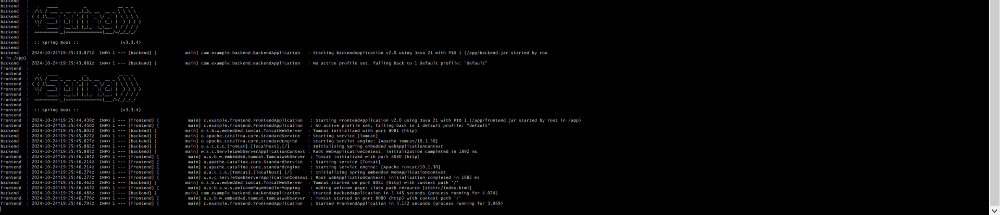 backend   |
backend   |   .   ____          _            __ _ _
backend   |  /\\ / ___'_ __ _ _(_)_ __  __ _ \ \ \ \
backend   | ( ( )\___ | '_ | '_| | '_ \/ _` | \ \ \ \
backend   |  \\/  ___)| |_)| | | | | || (_| |  ) ) ) )
backend   |   '  |____| .__|_| |_|_| |_\__, | / / / /
backend   |  =========|_|==============|___/=/_/_/_/
backend   |
backend   |  :: Spring Boot ::                (v3.3.4)
backend   |
backend   | 2024-10-24T19:25:43.875Z  INFO 1 --- [backend] [           main] com.example.backend.BackendApplication   : Starting BackendApplication v2.0 using Java 21 with PID 1 (/app/backend.jar started by roo
t in /app)
backend   | 2024-10-24T19:25:43.881Z  INFO 1 --- [backend] [           main] com.example.backend.BackendApplication   : No active profile set, falling back to 1 default profile: "default"
frontend  |
frontend  |   .   ____          _            __ _ _
frontend  |  /\\ / ___'_ __ _ _(_)_ __  __ _ \ \ \ \
frontend  | ( ( )\___ | '_ | '_| | '_ \/ _` | \ \ \ \
frontend  |  \\/  ___)| |_)| | | | | || (_| |  ) ) ) )
frontend  |   '  |____| .__|_| |_|_| |_\__, | / / / /
frontend  |  =========|_|==============|___/=/_/_/_/
frontend  |
frontend  |  :: Spring Boot ::                (v3.3.4)
frontend  |
frontend  | 2024-10-24T19:25:44.439Z  INFO 1 --- [frontend] [           main] c.example.frontend.FrontendApplication   : Starting FrontendApplication v2.0 using Java 21 with PID 1 (/app/frontend.jar started by root in /app)
frontend  | 2024-10-24T19:25:44.450Z  INFO 1 --- [frontend] [           main] c.example.frontend.FrontendApplication   : No active profile set, falling back to 1 default profile: "default"
backend   | 2024-10-24T19:25:45.802Z  INFO 1 --- [backend] [           main] o.s.b.w.embedded.tomcat.TomcatWebServer  : Tomcat initialized with port 8081 (http)
backend   | 2024-10-24T19:25:45.827Z  INFO 1 --- [backend] [           main] o.apache.catalina.core.StandardService   : Starting service [Tomcat]
backend   | 2024-10-24T19:25:45.827Z  INFO 1 --- [backend] [           main] o.apache.catalina.core.StandardEngine    : Starting Servlet engine: [Apache Tomcat/10.1.30]
backend   | 2024-10-24T19:25:45.882Z  INFO 1 --- [backend] [           main] o.a.c.c.C.[Tomcat].[localhost].[/]       : Initializing Spring embedded WebApplicationContext
backend   | 2024-10-24T19:25:45.885Z  INFO 1 --- [backend] [           main] w.s.c.ServletWebServerApplicationContext : Root WebApplicationContext: initialization completed in 1892 ms
frontend  | 2024-10-24T19:25:46.184Z  INFO 1 --- [frontend] [           main] o.s.b.w.embedded.tomcat.TomcatWebServer  : Tomcat initialized with port 8080 (http)
frontend  | 2024-10-24T19:25:46.214Z  INFO 1 --- [frontend] [           main] o.apache.catalina.core.StandardService   : Starting service [Tomcat]
frontend  | 2024-10-24T19:25:46.214Z  INFO 1 --- [frontend] [           main] o.apache.catalina.core.StandardEngine    : Starting Servlet engine: [Apache Tomcat/10.1.30]
frontend  | 2024-10-24T19:25:46.274Z  INFO 1 --- [frontend] [           main] o.a.c.c.C.[Tomcat].[localhost].[/]       : Initializing Spring embedded WebApplicationContext
frontend  | 2024-10-24T19:25:46.277Z  INFO 1 --- [frontend] [           main] w.s.c.ServletWebServerApplicationContext : Root WebApplicationContext: initialization completed in 1682 ms
backend   | 2024-10-24T19:25:46.462Z  INFO 1 --- [backend] [           main] o.s.b.w.embedded.tomcat.TomcatWebServer  : Tomcat started on port 8081 (http) with context path '/'
frontend  | 2024-10-24T19:25:46.467Z  INFO 1 --- [frontend] [           main] o.s.b.a.w.s.WelcomePageHandlerMapping    : Adding welcome page: class path resource [static/index.html]
backend   | 2024-10-24T19:25:46.488Z  INFO 1 --- [backend] [           main] com.example.backend.BackendApplication   : Started BackendApplication in 3.445 seconds (process running for 4.074)
frontend  | 2024-10-24T19:25:46.776Z  INFO 1 --- [frontend] [           main] o.s.b.w.embedded.tomcat.TomcatWebServer  : Tomcat started on port 8080 (http) with context path '/'
frontend  | 2024-10-24T19:25:46.793Z  INFO 1 --- [frontend] [           main] c.example.frontend.FrontendApplication   : Started FrontendApplication in 3.152 seconds (process running for 3.969)